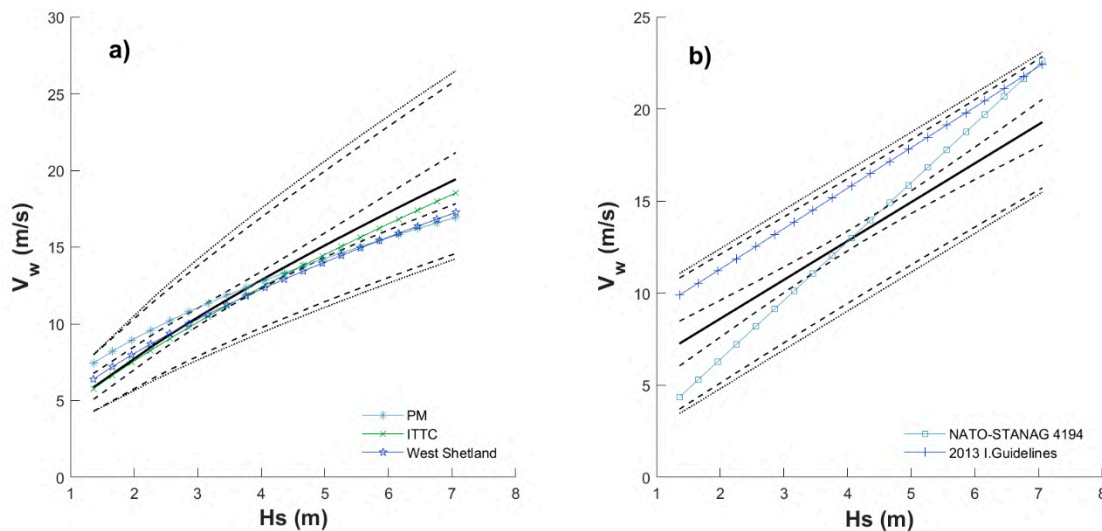 a)
30
25
20
15
10
5
0
V_w (m/s)
1 2 3 4 5 6 7 8
Hs (m)
PM
ITTC
West Shetland
b)
25
20
15
10
5
0
V_w (m/s)
1 2 3 4 5 6 7 8
Hs (m)
NATO-STANAG 4194
2013 I.Guidelines